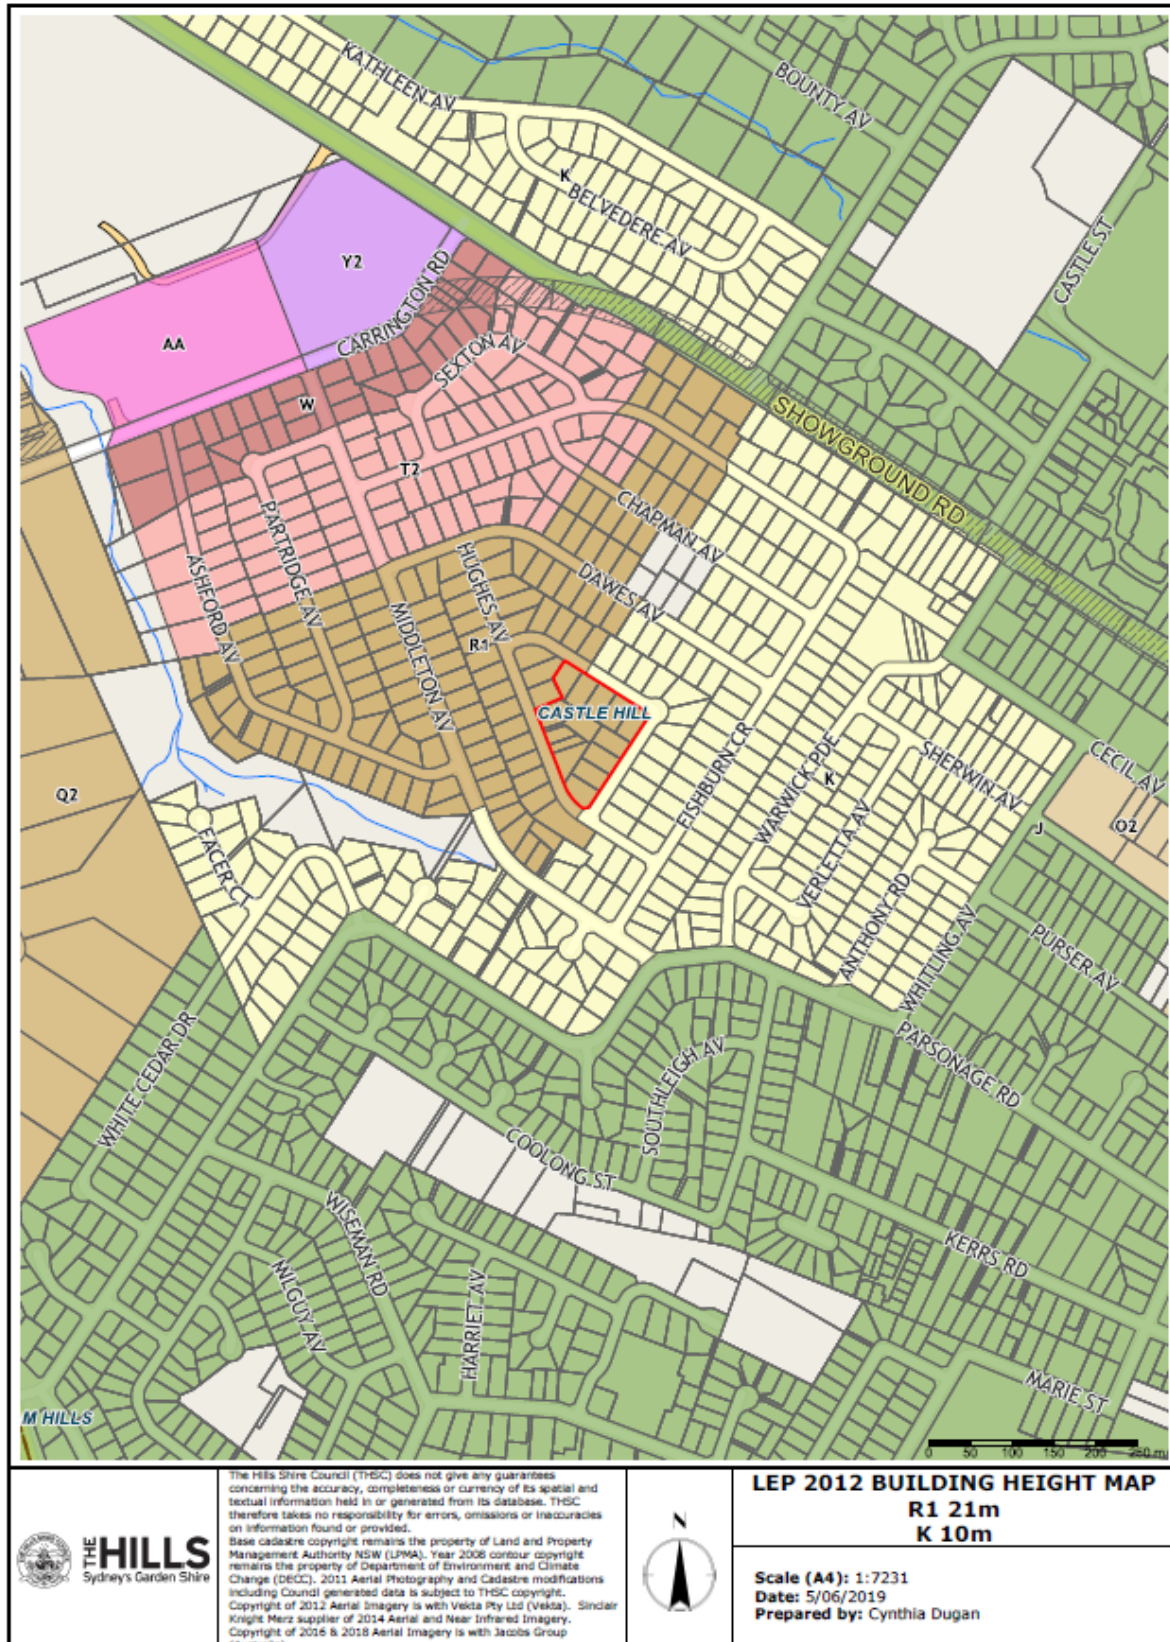 KATHLEEN AV
BOUNTY AV
K
BELVEDERE AV
CASTLE ST
Y2
CARRINGTON RD
AA
SEXTON AV
W
SHOWGROUND RD
T2
CHAPMAN AV
PARTRIDGE AV
HUGHES AV
DAWES AV
ASHFORD AV
MIDDLETON AV
R1
CASTLE HILL
FISHBURN CR
WARWICK PDE
SHERWIN AV
CECIL AV
K
VERLETTA AV
J
O2
Q2
FACER CT
ANTHONY RD
WHITLING AV
PURSER AV
WHITE CEDAR DR
SOUTHLEIGH AV
PARSONAGE RD
COOLONG ST
WISEMAN RD
KERRS RD
MILGUY AV
HARRIET AV
MARIE ST
M HILLS
0 50 100 150 200 250 m
THE HILLS
Sydney's Garden Shire
The Hills Shire Council (THSC) does not give any guarantees
concerning the accuracy, completeness or currency of its spatial and
textual information held in or generated from its database. THSC
therefore takes no responsibility for errors, omissions or inaccuracies
on information found or provided.
Base cadastre copyright remains the property of Land and Property
Management Authority NSW (LPMA). Year 2008 contour copyright
remains the property of Department of Environment and Climate
Change (DECC). 2011 Aerial Photography and Cadastre modifications
including Council generated data is subject to THSC copyright.
Copyright of 2012 Aerial Imagery is with Vekta Pty Ltd (Vekta). Sinclair
Knight Merz supplier of 2014 Aerial and Near Infrared Imagery.
Copyright of 2016 & 2018 Aerial Imagery is with Jacobs Group
N
LEP 2012 BUILDING HEIGHT MAP
R1 21m
K 10m
Scale (A4): 1:7231
Date: 5/06/2019
Prepared by: Cynthia Dugan